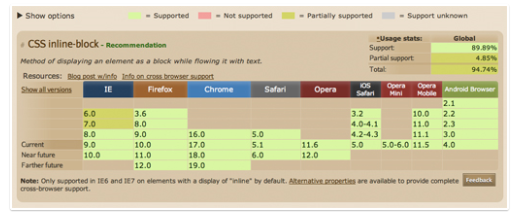 Show options = Supported = Not supported = Partially supported = Support unknown
# CSS inline-block - Recommendation
Method of displaying an element as a block while flowing it with text.
*Usage stats: Global
Support: 89.89%
Partial support: 4.85%
Total: 94.74%
Resources: Blog post w/info Info on cross browser support
Show all versions IE Firefox Chrome Safari Opera iOS Safari Opera Mini Opera Mobile Android Browser
2.1
6.0 3.6 3.2 10.0 2.2
7.0 8.0 4.0-4.1 11.0 2.3
8.0 9.0 16.0 5.0 4.2-4.3 11.1 3.0
Current 9.0 10.0 17.0 5.1 11.6 5.0 5.0-6.0 11.5 4.0
Near future 10.0 11.0 18.0 6.0 12.0
Farther future 12.0 19.0
Note: Only supported in IE6 and IE7 on elements with a display of "inline" by default. Alternative properties are available to provide complete
cross-browser support.
Feedback